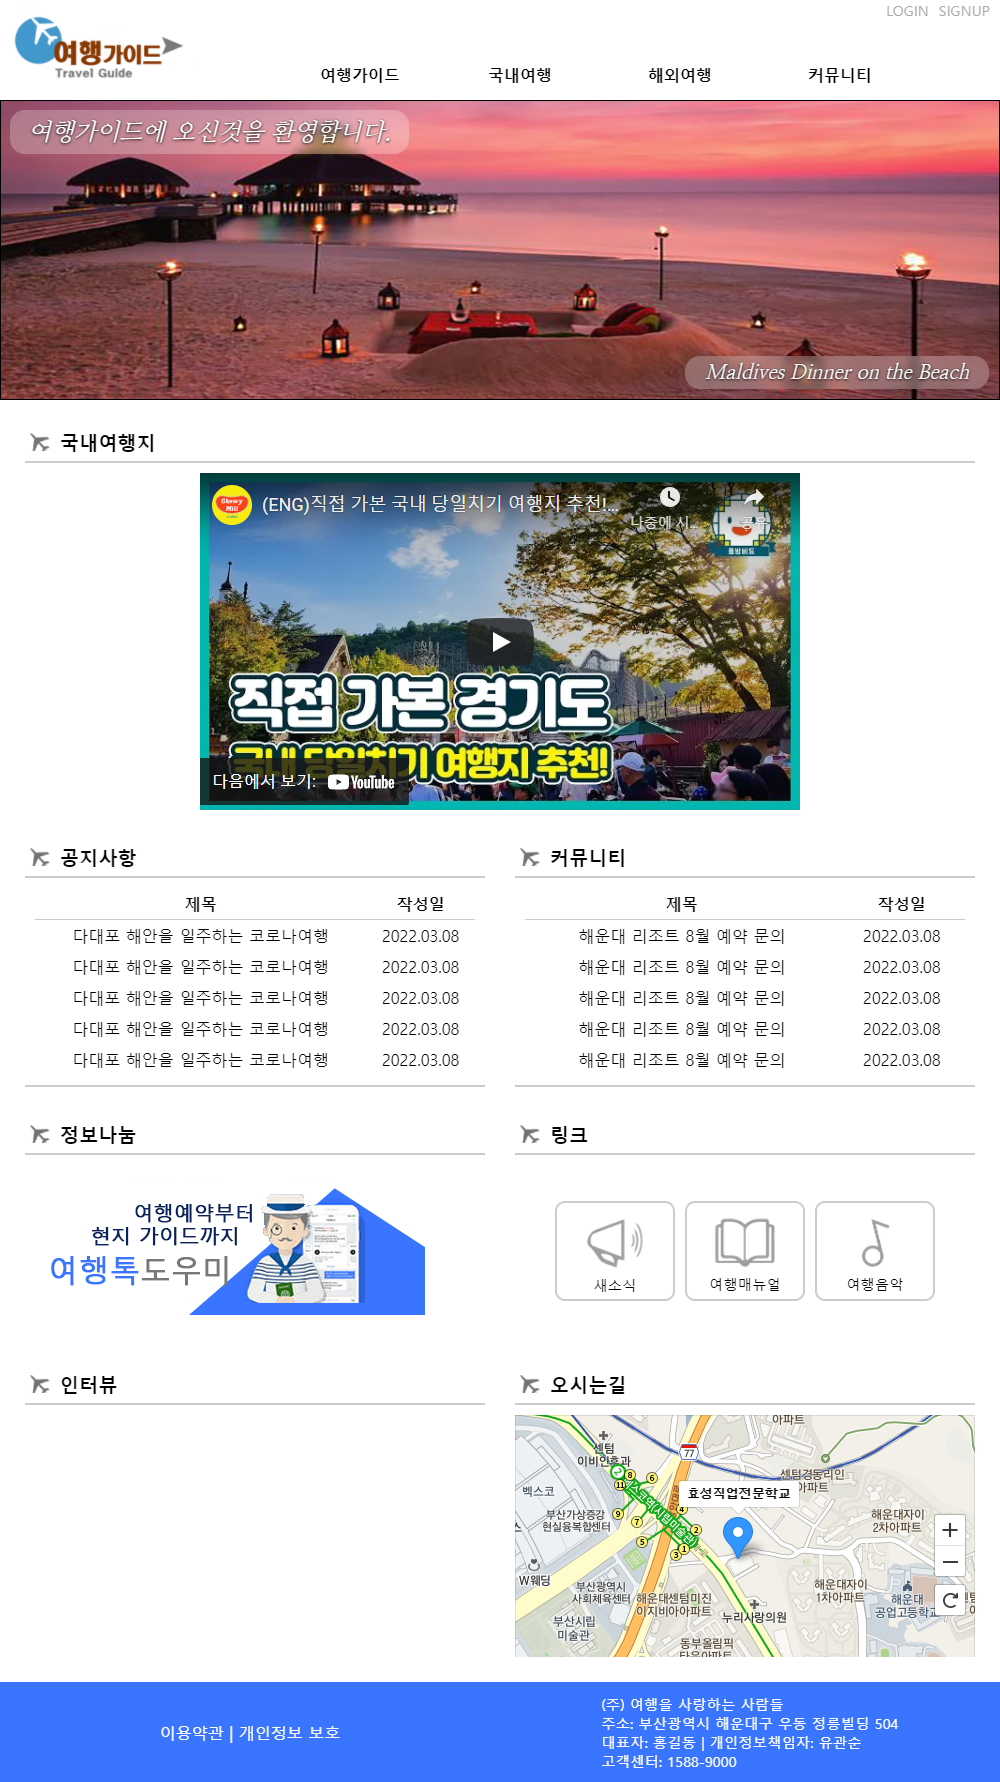 LOGIN SIGNUP
여행가이드
Travel Guide
여행가이드 국내여행 해외여행 커뮤니티
여행가이드에 오신것을 환영합니다.
Maldives Dinner on the Beach
국내여행지
Chewy Mill
(ENG)직접 가본 국내 당일치기 여행지 추천!...
나중에 시... 공유
직접 가본 경기도
국내 당일치기 여행지 추천!
다음에서 보기: YouTube
공지사항
제목 작성일
다대포 해안을 일주하는 코로나여행 2022.03.08
다대포 해안을 일주하는 코로나여행 2022.03.08
다대포 해안을 일주하는 코로나여행 2022.03.08
다대포 해안을 일주하는 코로나여행 2022.03.08
다대포 해안을 일주하는 코로나여행 2022.03.08
커뮤니티
제목 작성일
해운대 리조트 8월 예약 문의 2022.03.08
해운대 리조트 8월 예약 문의 2022.03.08
해운대 리조트 8월 예약 문의 2022.03.08
해운대 리조트 8월 예약 문의 2022.03.08
해운대 리조트 8월 예약 문의 2022.03.08
정보나눔
여행예약부터
현지 가이드까지
여행톡도우미
링크
새소식 여행매뉴얼 여행음악
인터뷰
오시는길
아파트
센텀
이비인후과
77
센텀경동리인
아파트
벡스코
효성직업전문학교
부산가상증강
현실융복합센터
해운대자이
2차아파트
W웨딩
부산광역시
사회체육센터
해운대센텀미진
이지비아아파트
해운대자이
1차아파트
해운대
공업고등학교
누리사랑의원
부산시립
미술관
동부올림픽
타운아파트
이용약관 | 개인정보 보호
(주) 여행을 사랑하는 사람들
주소: 부산광역시 해운대구 우동 정릉빌딩 504
대표자: 홍길동 | 개인정보책임자: 유관순
고객센터: 1588-9000